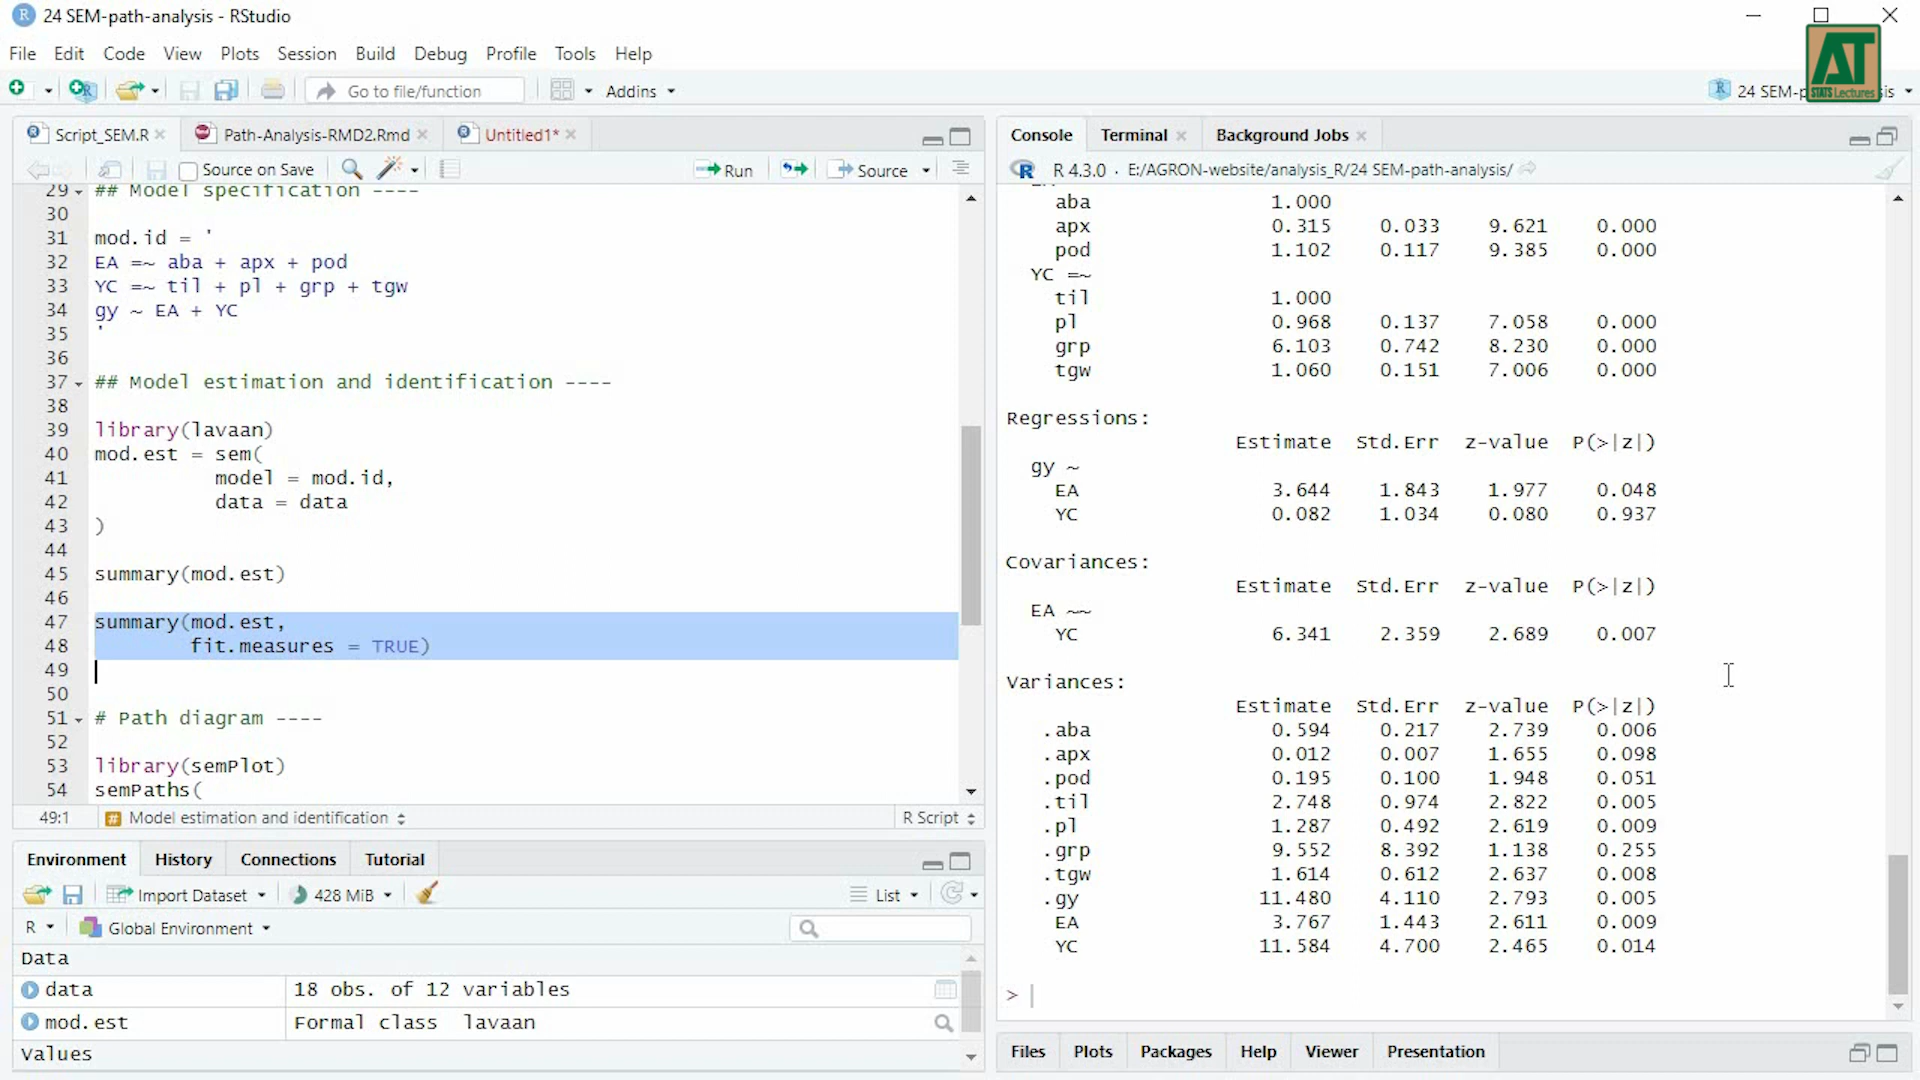 24 SEM-path-analysis - RStudio
File Edit Code View Plots Session Build Debug Profile Tools Help
Go to file/function Addins
AT
STATS Lectures
Script_SEM.R Path-Analysis-RMD2.Rmd Untitled1*
Source on Save Run Source
29 ## Model specification ----
30
31 mod.id = '
32 EA =~ aba + apx + pod
33 YC =~ til + pl + grp + tgw
34 gy ~ EA + YC
35 '
36
37 ## Model estimation and identification ----
38
39 library(lavaan)
40 mod.est = sem(
41 model = mod.id,
42 data = data
43 )
44
45 summary(mod.est)
46
47 summary(mod.est,
48 fit.measures = TRUE)
49
50
51 # Path diagram ----
52
53 library(semPlot)
54 semPaths(
49:1 # Model estimation and identification R Script
Environment History Connections Tutorial
Import Dataset 428 MiB List
R Global Environment
Data
data 18 obs. of 12 variables
mod.est Formal class lavaan
Values
Console Terminal Background Jobs
R 4.3.0 · E:/AGRON-website/analysis_R/24 SEM-path-analysis/
aba 1.000
apx 0.315 0.033 9.621 0.000
pod 1.102 0.117 9.385 0.000
YC =~
til 1.000
pl 0.968 0.137 7.058 0.000
grp 6.103 0.742 8.230 0.000
tgw 1.060 0.151 7.006 0.000
Regressions:
Estimate Std.Err z-value P(>|z|)
gy ~
EA 3.644 1.843 1.977 0.048
YC 0.082 1.034 0.080 0.937
Covariances:
Estimate Std.Err z-value P(>|z|)
EA ~~
YC 6.341 2.359 2.689 0.007
Variances:
Estimate Std.Err z-value P(>|z|)
.aba 0.594 0.217 2.739 0.006
.apx 0.012 0.007 1.655 0.098
.pod 0.195 0.100 1.948 0.051
.til 2.748 0.974 2.822 0.005
.pl 1.287 0.492 2.619 0.009
.grp 9.552 8.392 1.138 0.255
.tgw 1.614 0.612 2.637 0.008
.gy 11.480 4.110 2.793 0.005
EA 3.767 1.443 2.611 0.009
YC 11.584 4.700 2.465 0.014
>
Files Plots Packages Help Viewer Presentation